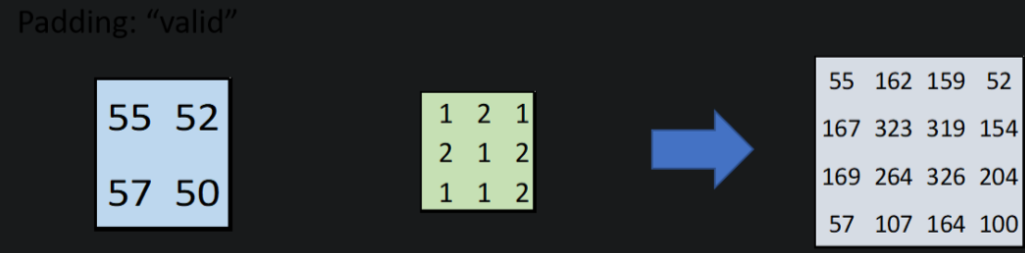 Padding: “valid”
55 52
57 50
1 2 1
2 1 2
1 1 2
55 162 159 52
167 323 319 154
169 264 326 204
57 107 164 100